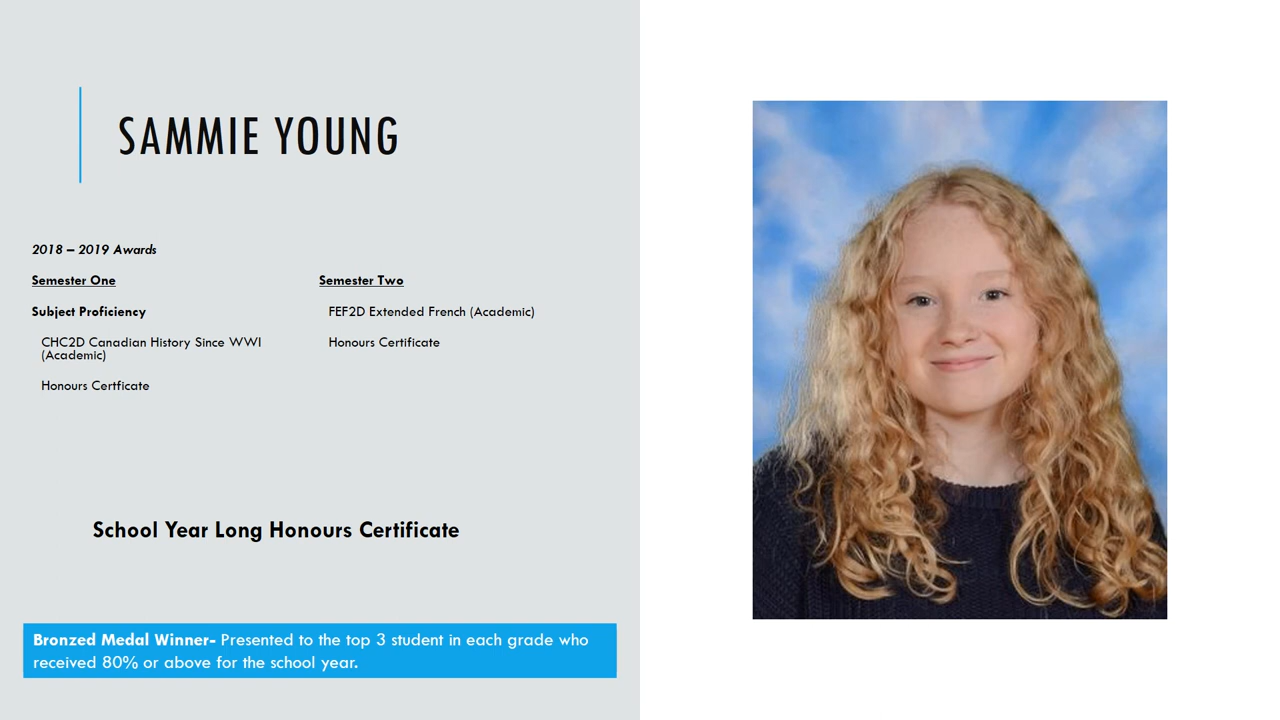 SAMMIE YOUNG
2018 – 2019 Awards
Semester One
Subject Proficiency
CHC2D Canadian History Since WWI
(Academic)
Honours Certficate
Semester Two
FEF2D Extended French (Academic)
Honours Certificate
School Year Long Honours Certificate
Bronzed Medal Winner- Presented to the top 3 student in each grade who
received 80% or above for the school year.